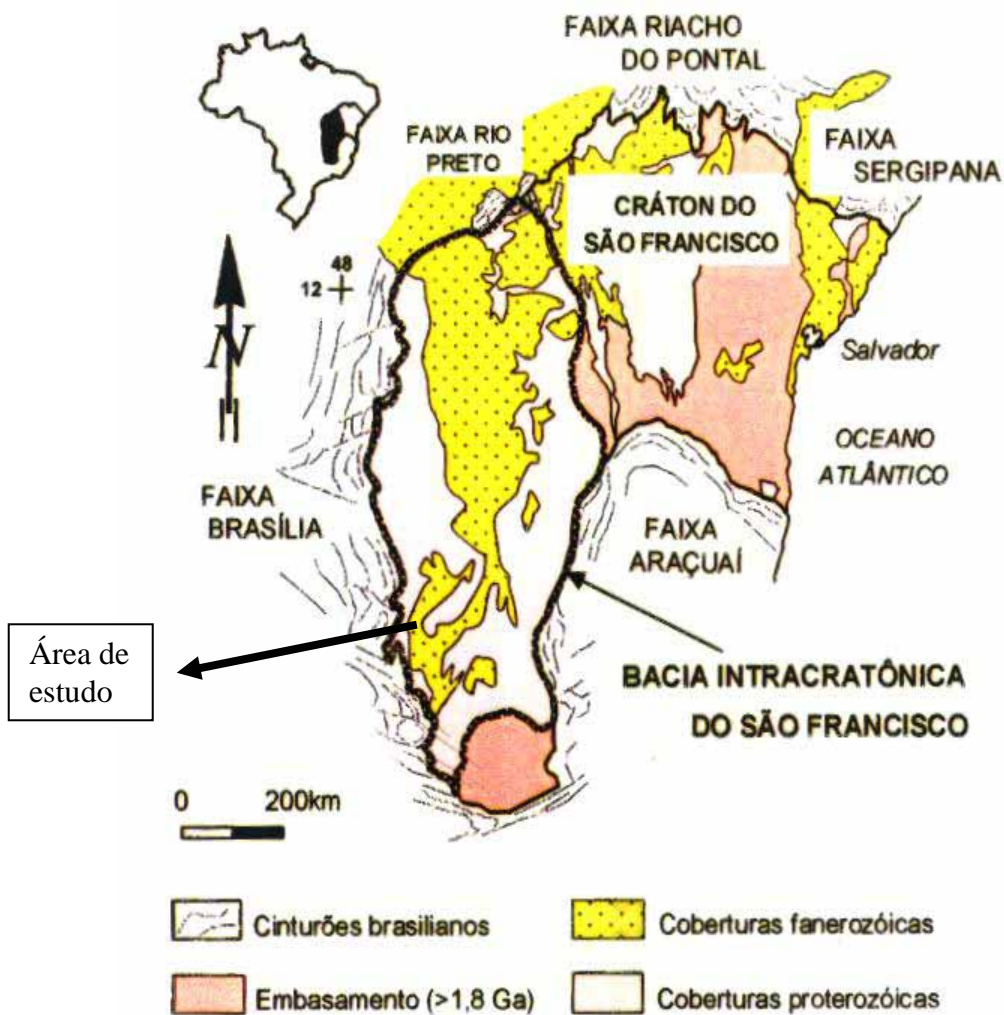 FAIXA RIACHO
DO PONTAL
FAIXA RIO
PRETO
FAIXA
SERGIPANA
CRÁTON DO
SÃO FRANCISCO
48
12
N
Salvador
OCEANO
ATLÂNTICO
FAIXA
BRASÍLIA
FAIXA
ARAÇUAÍ
Área de
estudo
BACIA INTRACRATÔNICA
DO SÃO FRANCISCO
0 200km
Cinturões brasilianos
Coberturas fanerozóicas
Embasamento (>1,8 Ga)
Coberturas proterozóicas